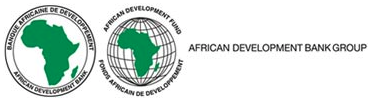 BANQUE AFRICAINE DE DEVELOPPEMENT
AFRICAN DEVELOPMENT BANK
AFRICAN DEVELOPMENT FUND
FONDS AFRICAIN DE DEVELOPPEMENT
AFRICAN DEVELOPMENT BANK GROUP